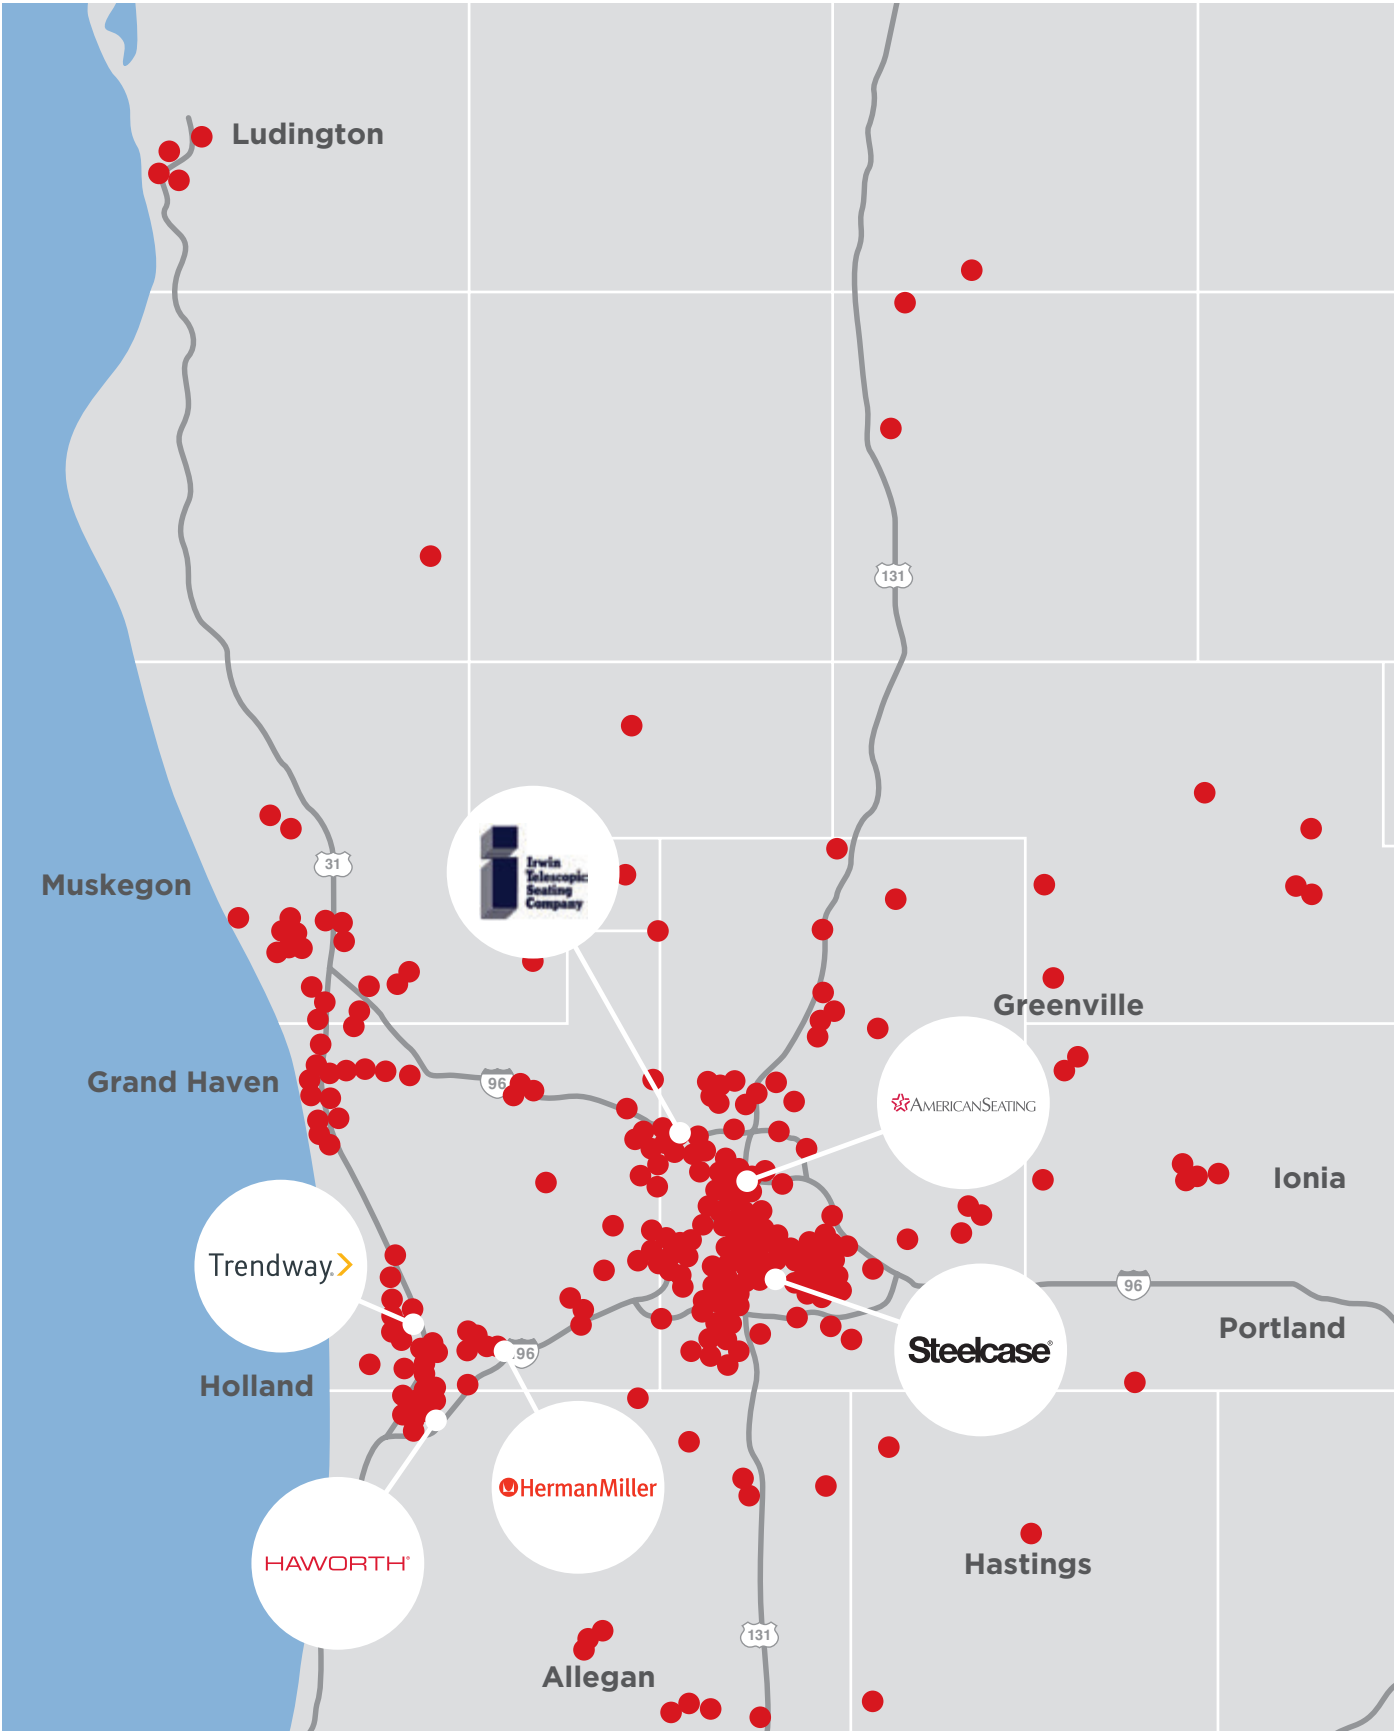 Ludington
131
31
Muskegon
Irwin
Telescopic
Seating
Company
Greenville
Grand Haven
96
AMERICANSEATING
Ionia
Trendway
96
Portland
Steelcase®
196
Holland
HermanMiller
HAWORTH®
Hastings
131
Allegan